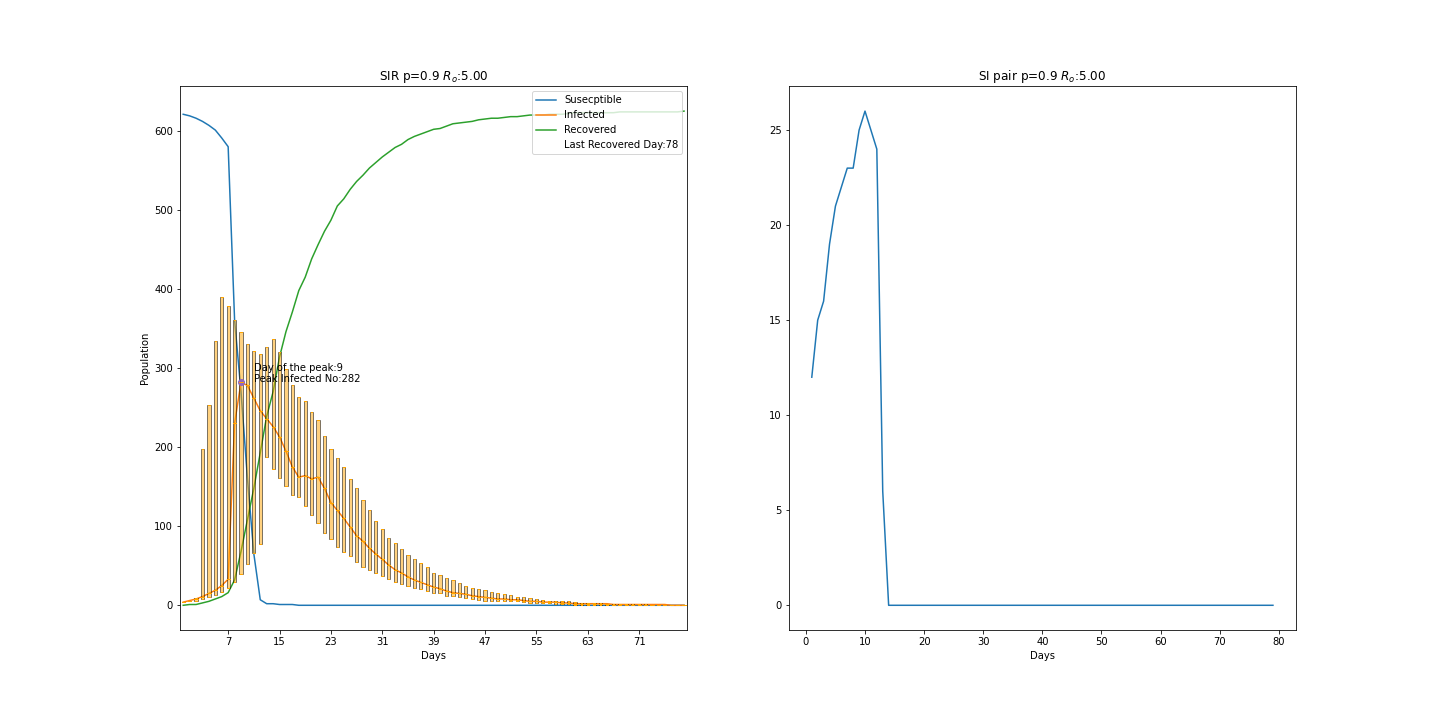 SIR p=0.9 Rₒ:5.00
Susecptible
Infected
Recovered
Last Recovered Day:78
Day of the peak:9
Peak Infected No:282
Population
600
500
400
300
200
100
0
7 15 23 31 39 47 55 63 71
Days
SI pair p=0.9 Rₒ:5.00
25
20
15
10
5
0
0 10 20 30 40 50 60 70 80
Days